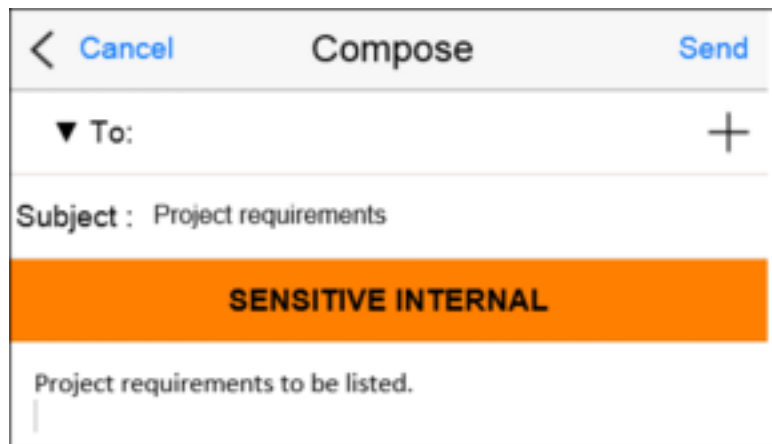 Cancel Compose Send
▼ To: +
Subject : Project requirements
SENSITIVE INTERNAL
Project requirements to be listed.